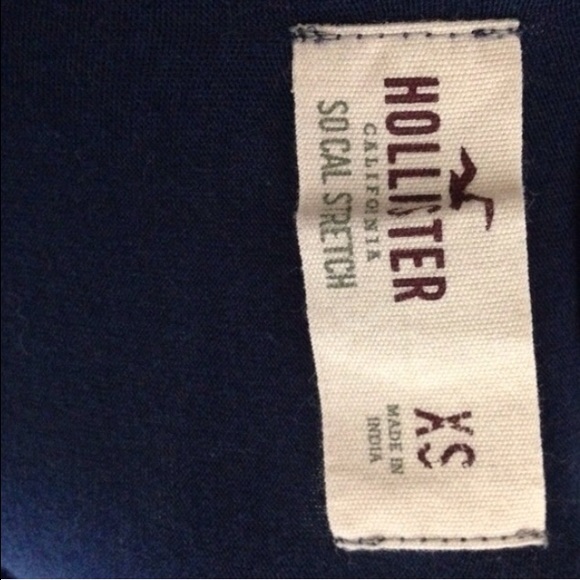 HOLLISTER
CALIFORNIA
SO CAL STRETCH
XS
MADE IN
INDIA